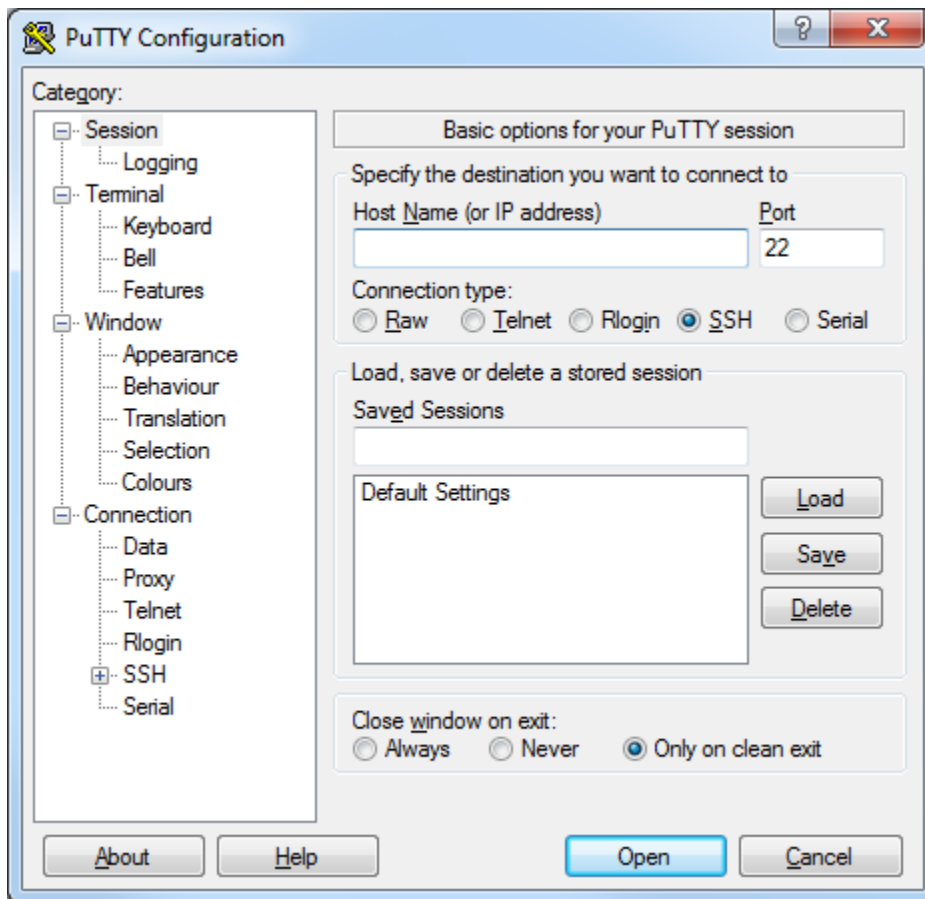 PuTTY Configuration
Category:
Session
Logging
Terminal
Keyboard
Bell
Features
Window
Appearance
Behaviour
Translation
Selection
Colours
Connection
Data
Proxy
Telnet
Rlogin
SSH
Serial
Basic options for your PuTTY session
Specify the destination you want to connect to
Host Name (or IP address) Port
22
Connection type:
Raw Telnet Rlogin SSH Serial
Load, save or delete a stored session
Saved Sessions
Default Settings
Load
Save
Delete
Close window on exit:
Always Never Only on clean exit
About Help Open Cancel